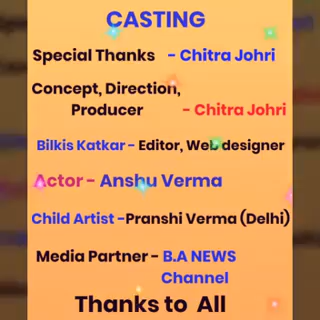 CASTING
Special Thanks - Chitra Johri
Concept, Direction,
Producer - Chitra Johri
Bilkis Katkar - Editor, Web designer
Actor - Anshu Verma
Child Artist -Pranshi Verma (Delhi)
Media Partner - B.A NEWS
Channel
Thanks to All